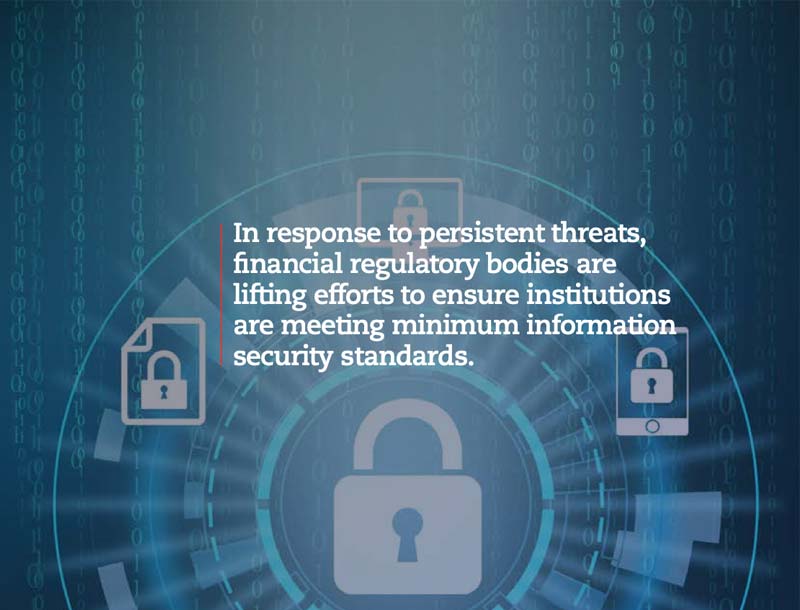 In response to persistent threats,
financial regulatory bodies are
lifting efforts to ensure institutions
are meeting minimum information
security standards.